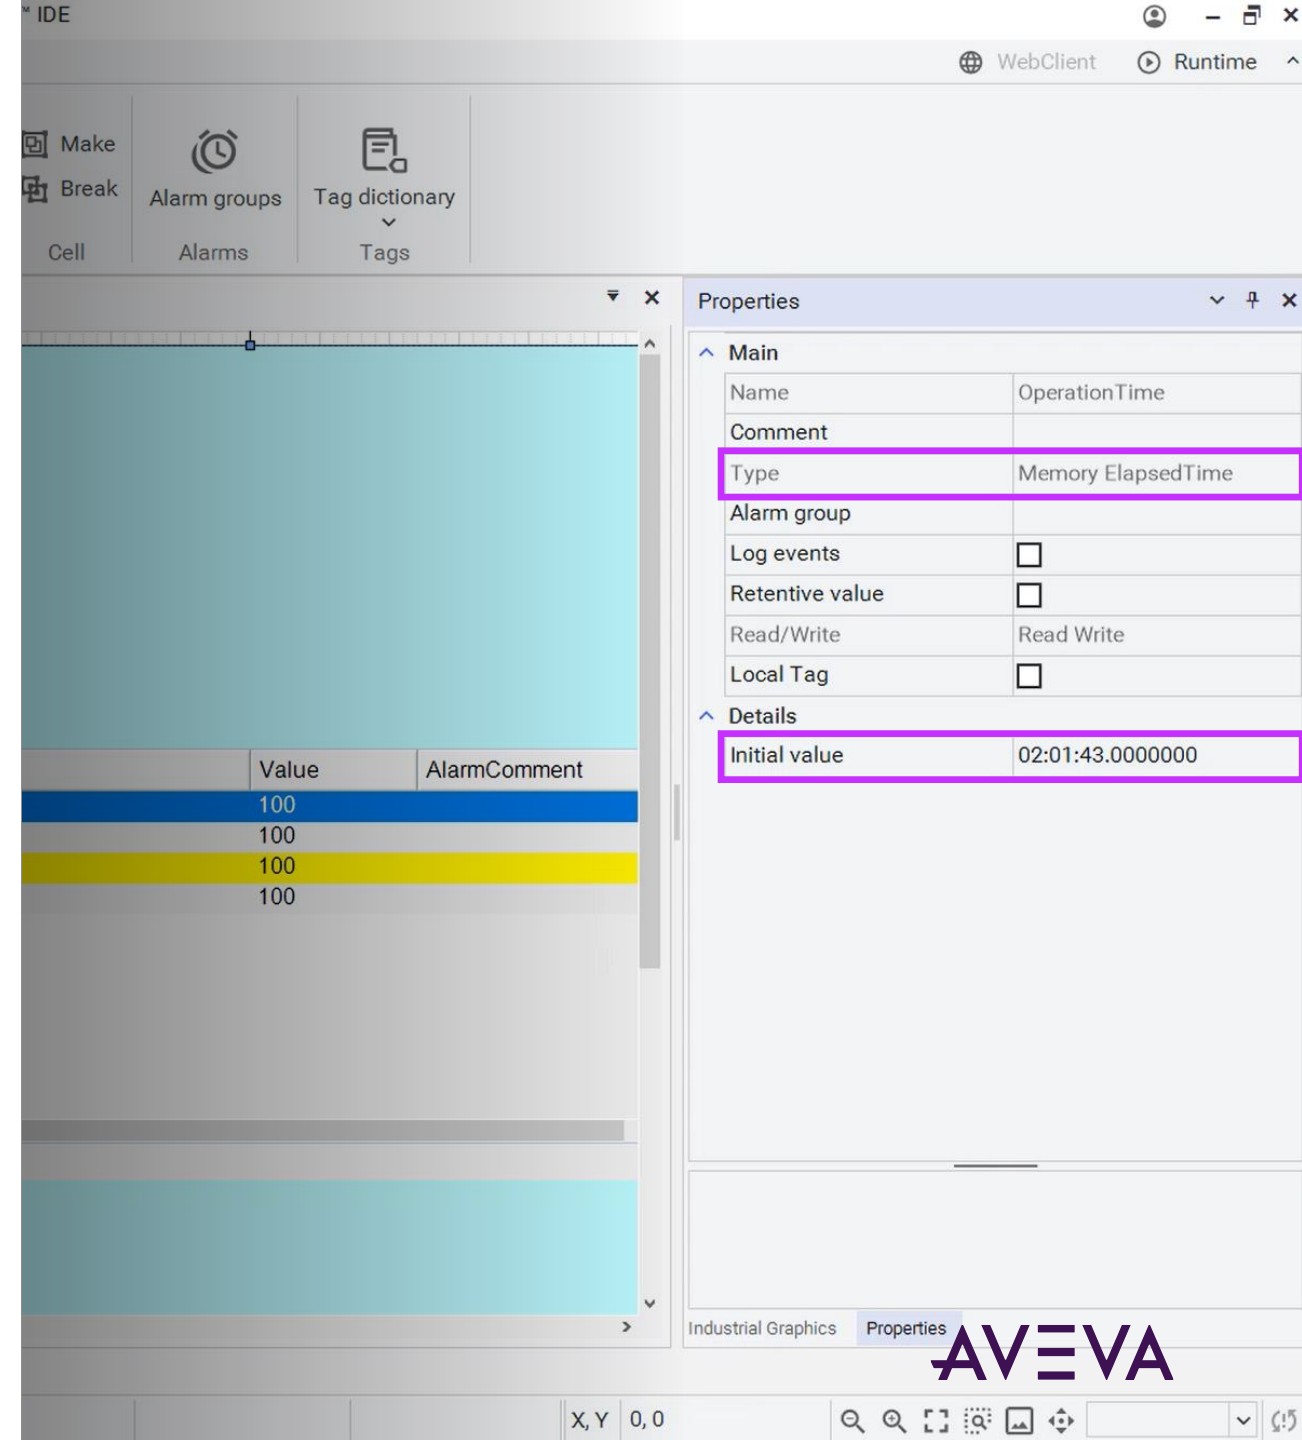 ™ IDE
WebClient Runtime
Make
Break
Alarm groups
Tag dictionary
Cell Alarms Tags
Properties
Main
Name OperationTime
Comment
Type Memory ElapsedTime
Alarm group
Log events
Retentive value
Read/Write Read Write
Local Tag
Details
Initial value 02:01:43.0000000
Value AlarmComment
100
100
100
100
Industrial Graphics Properties
AVEVA
X, Y 0, 0